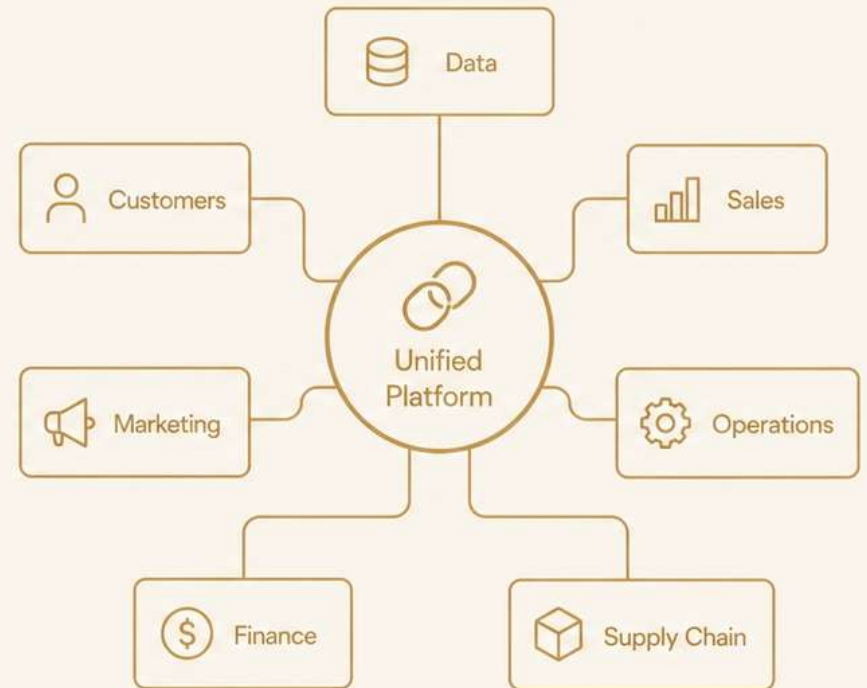 Data
Customers
Sales
Unified
Platform
Marketing
Operations
$
Finance
Supply Chain